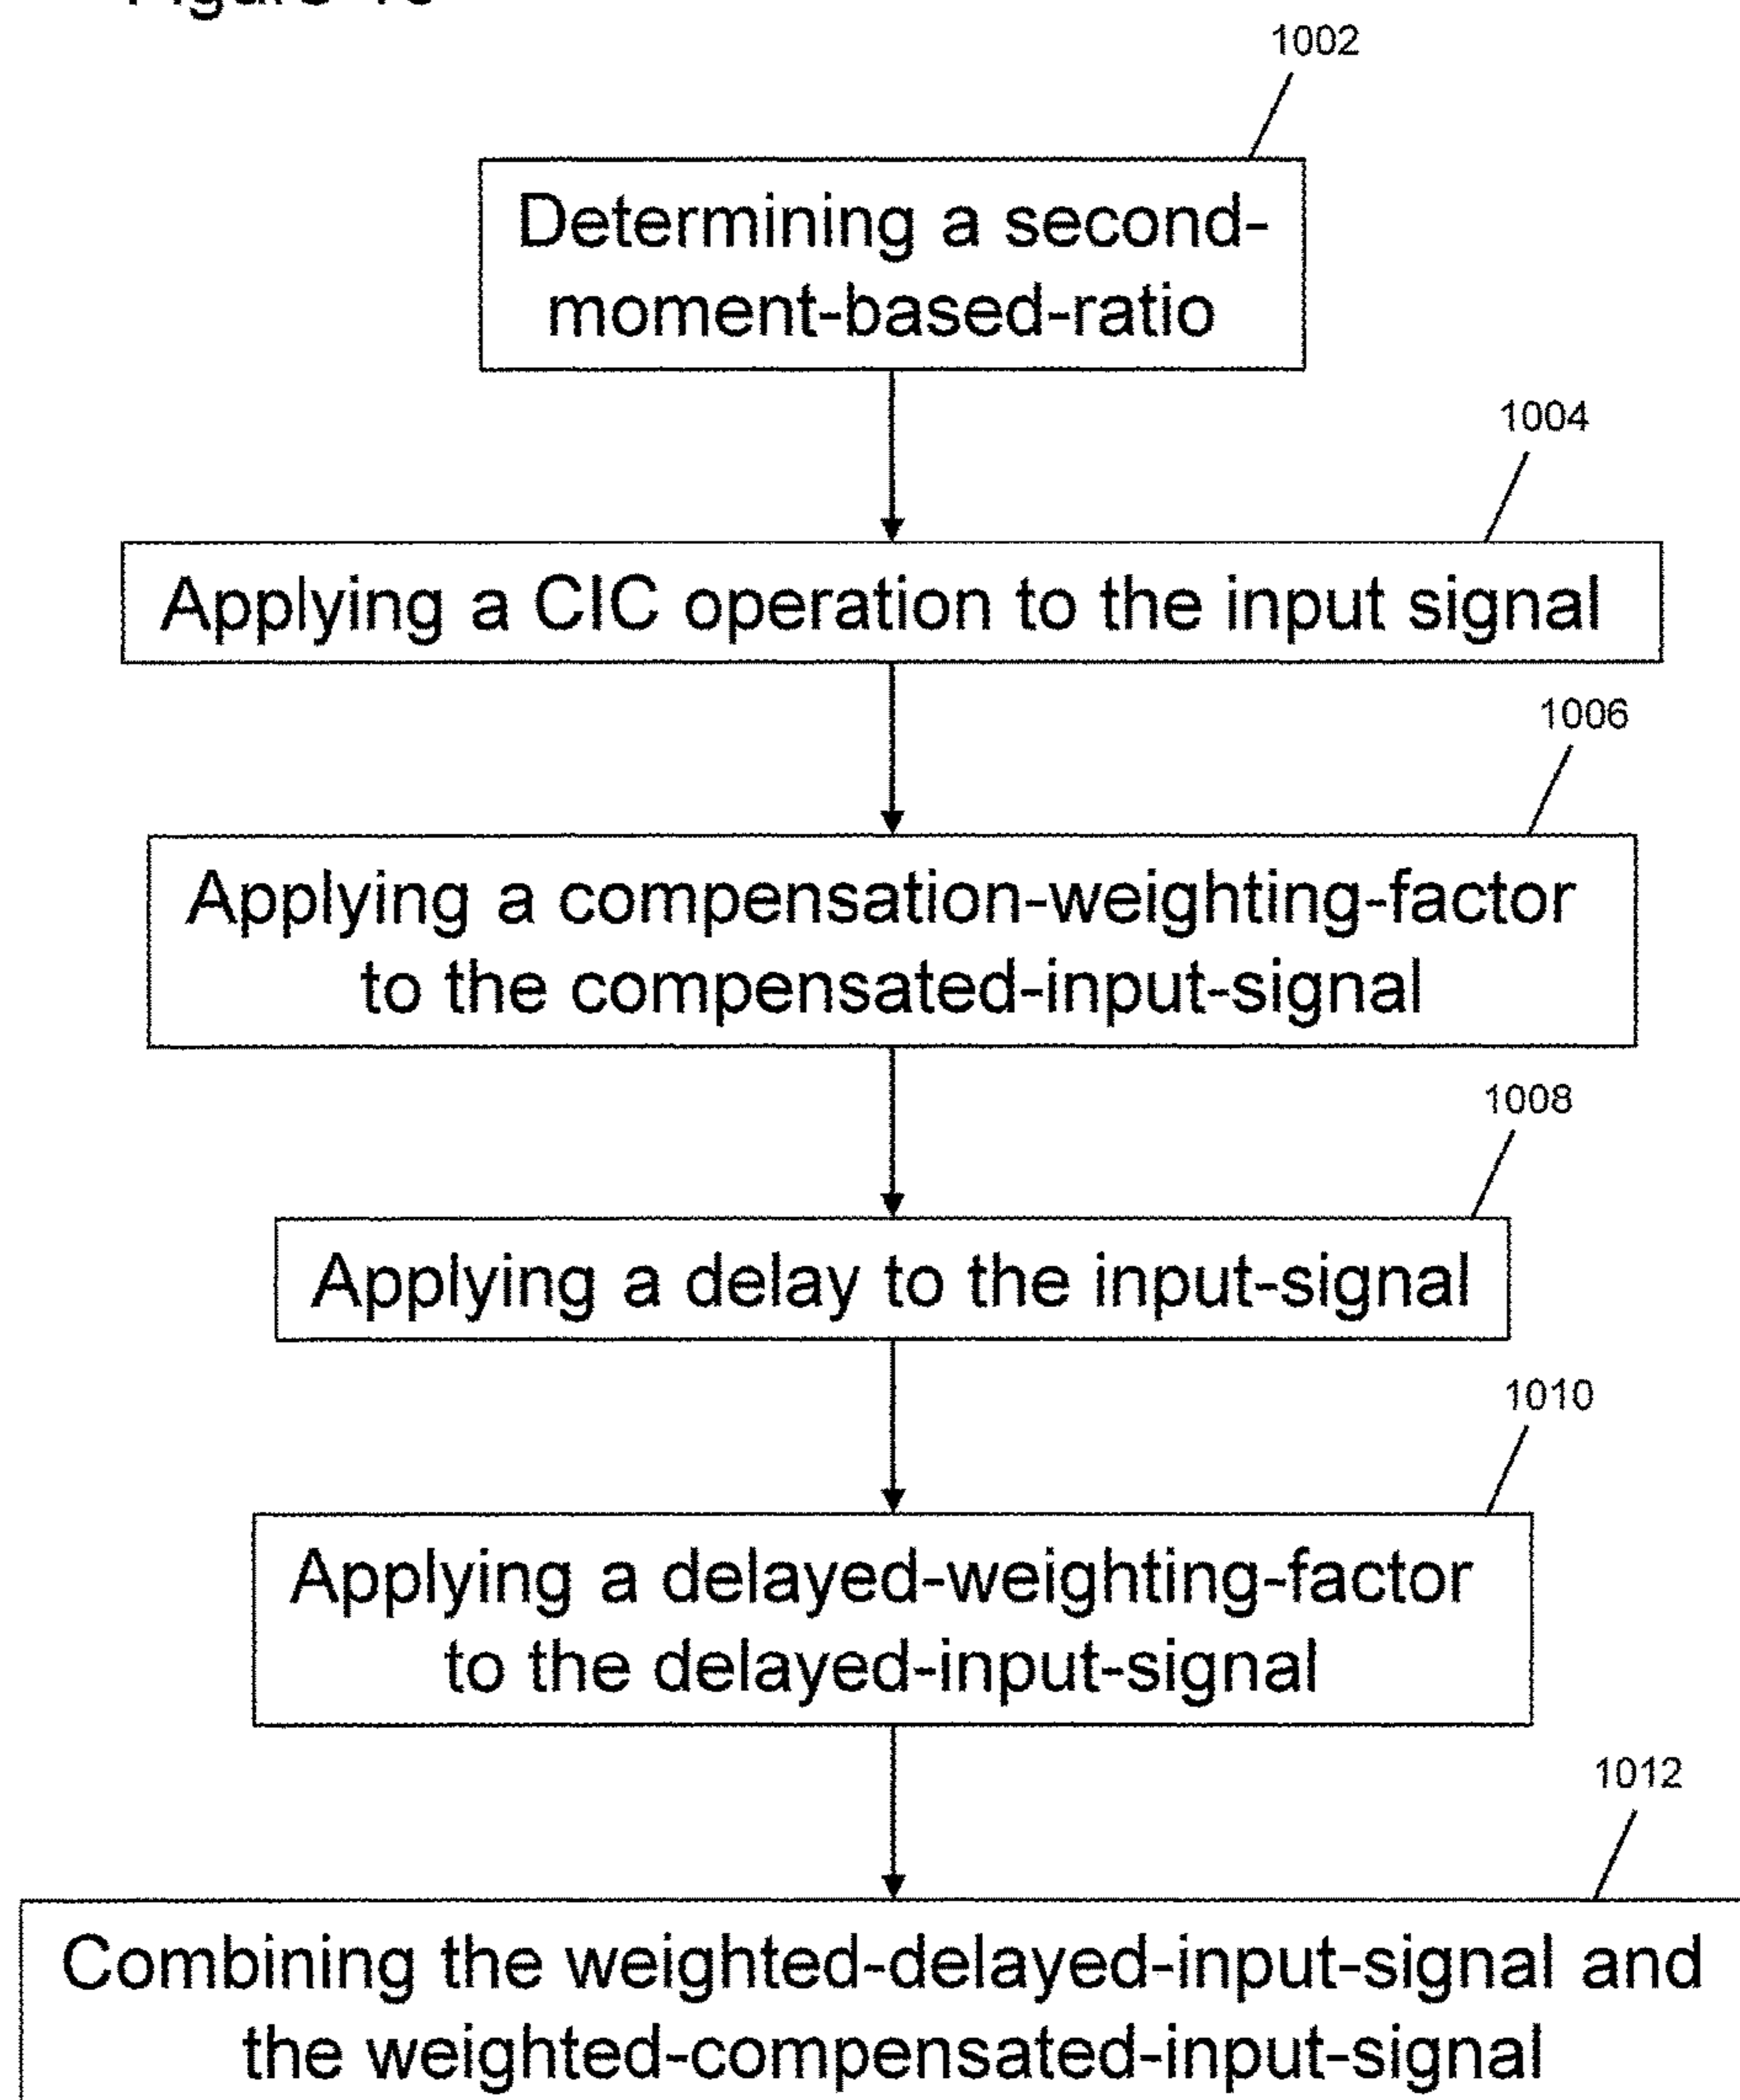 1002
Determining a second-
moment-based-ratio
1004
Applying a CIC operation to the input signal
1006
Applying a compensation-weighting-factor
to the compensated-input-signal
1008
Applying a delay to the input-signal
1010
Applying a delayed-weighting-factor
to the delayed-input-signal
1012
Combining the weighted-delayed-input-signal and
the weighted-compensated-input-signal